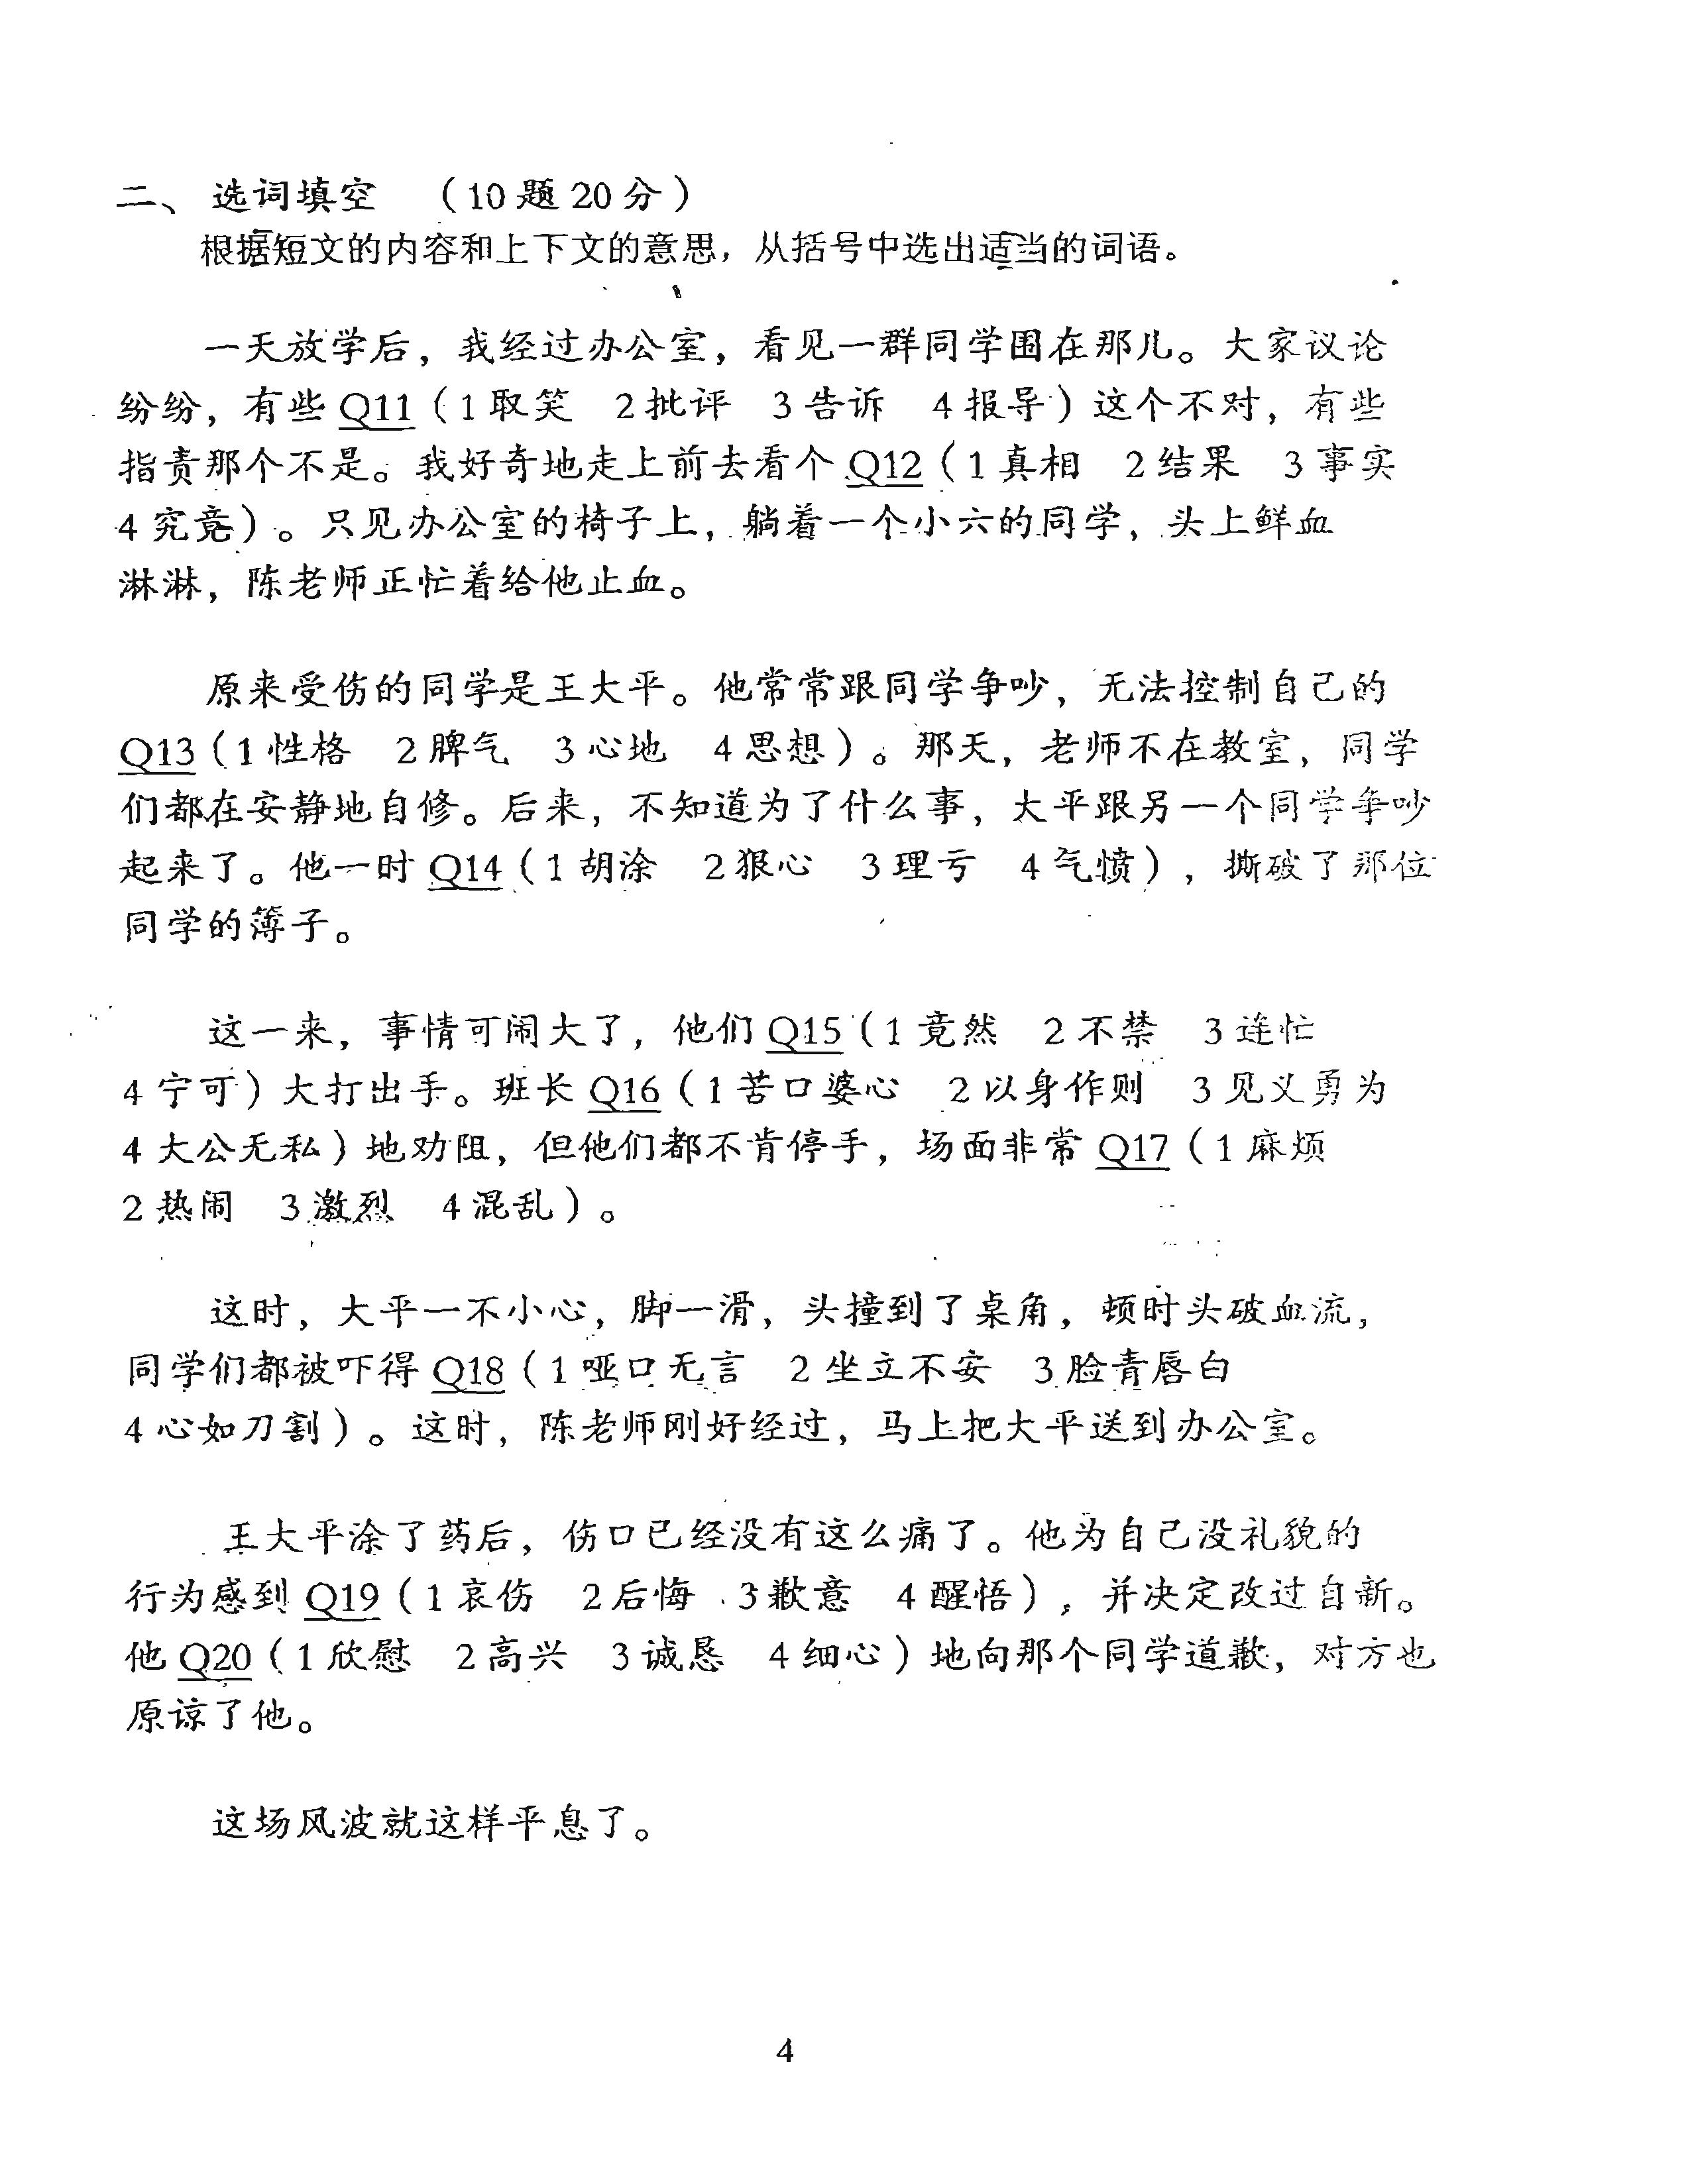 二、 选词填空 （10题20分）
根据短文的内容和上下文的意思，从括号中选出适当的词语。
一天放学后，我经过办公室，看见一群同学围在那儿。大家议论
纷纷，有些 Q11（1取笑 2批评 3告诉 4报导）这个不对，有些
指责那个不是。我好奇地走上前去看个 Q12（1真相 2结果 3事实
4究竟）。只见办公室的椅子上，躺着一个小六的同学，头上鲜血
淋淋，陈老师正忙着给他止血。
原来受伤的同学是王大平。他常常跟同学争吵，无法控制自己的
Q13（1性格 2脾气 3心地 4思想）。那天，老师不在教室，同学
们都在安静地自修。后来，不知道为了什么事，大平跟另一个同学争吵
起来了。他一时 Q14（1胡涂 2狠心 3理亏 4气愤），撕破了那位
同学的簿子。
这一来，事情可闹大了，他们 Q15（1竟然 2不禁 3连忙
4宁可）大打出手。班长 Q16（1苦口婆心 2以身作则 3见义勇为
4大公无私）地劝阻，但他们都不肯停手，场面非常 Q17（1麻烦
2热闹 3激烈 4混乱）。
这时，大平一不小心，脚一滑，头撞到了桌角，顿时头破血流，
同学们都被吓得 Q18（1哑口无言 2坐立不安 3脸青唇白
4心如刀割）。这时，陈老师刚好经过，马上把大平送到办公室。
王大平涂了药后，伤口已经没有这么痛了。他为自己没礼貌的
行为感到 Q19（1哀伤 2后悔 3歉意 4醒悟），并决定改过自新。
他 Q20（1欣慰 2高兴 3诚恳 4细心）地向那个同学道歉，对方也
原谅了他。
这场风波就这样平息了。
4